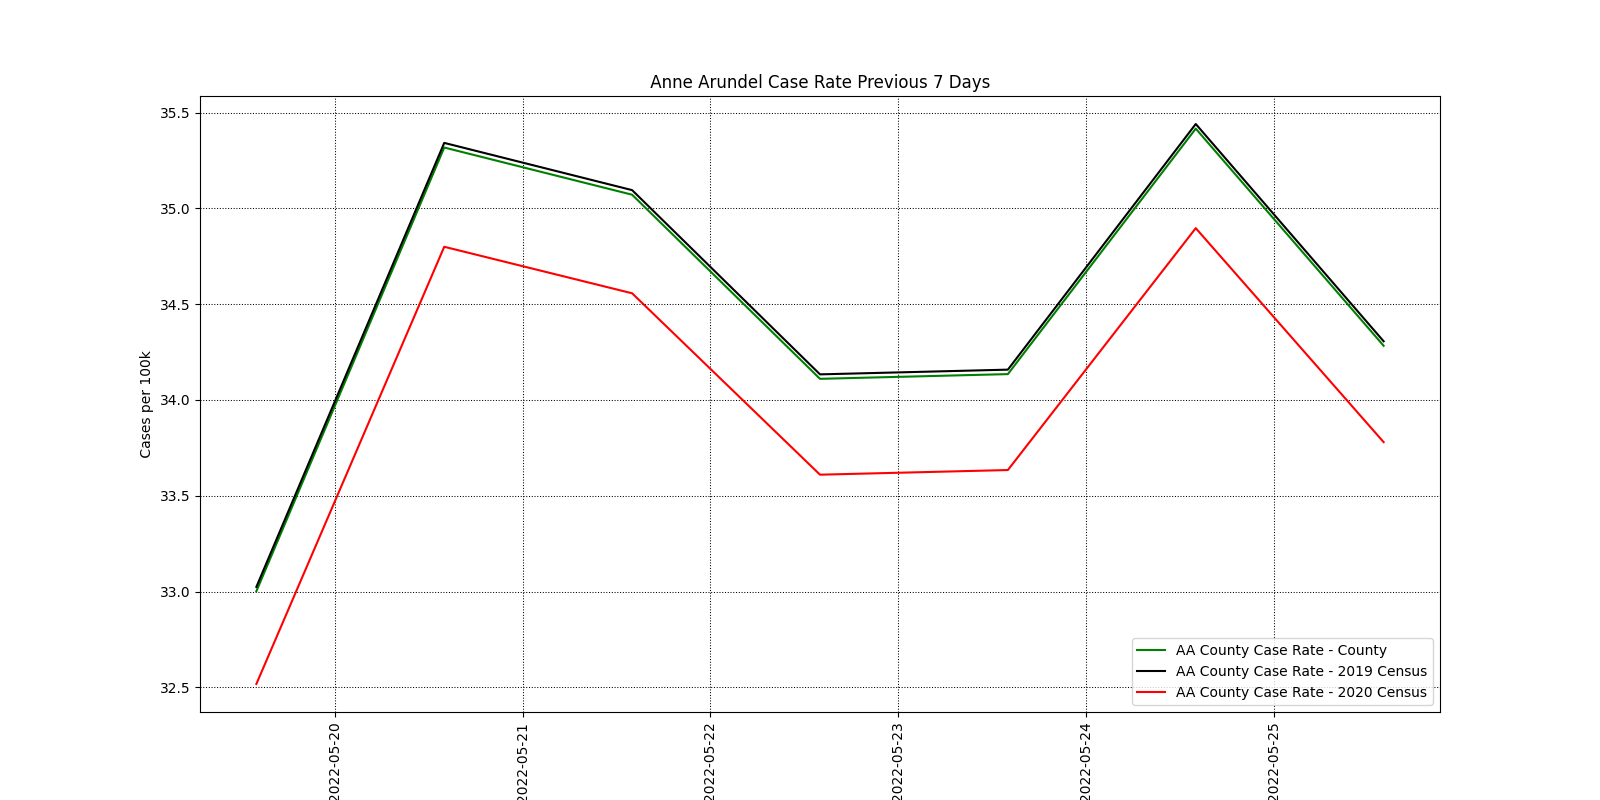 Anne Arundel Case Rate Previous 7 Days
35.5
35.0
34.5
34.0
33.5
33.0
32.5
Cases per 100k
AA County Case Rate - County
AA County Case Rate - 2019 Census
AA County Case Rate - 2020 Census
2022-05-20
2022-05-21
2022-05-22
2022-05-23
2022-05-24
2022-05-25